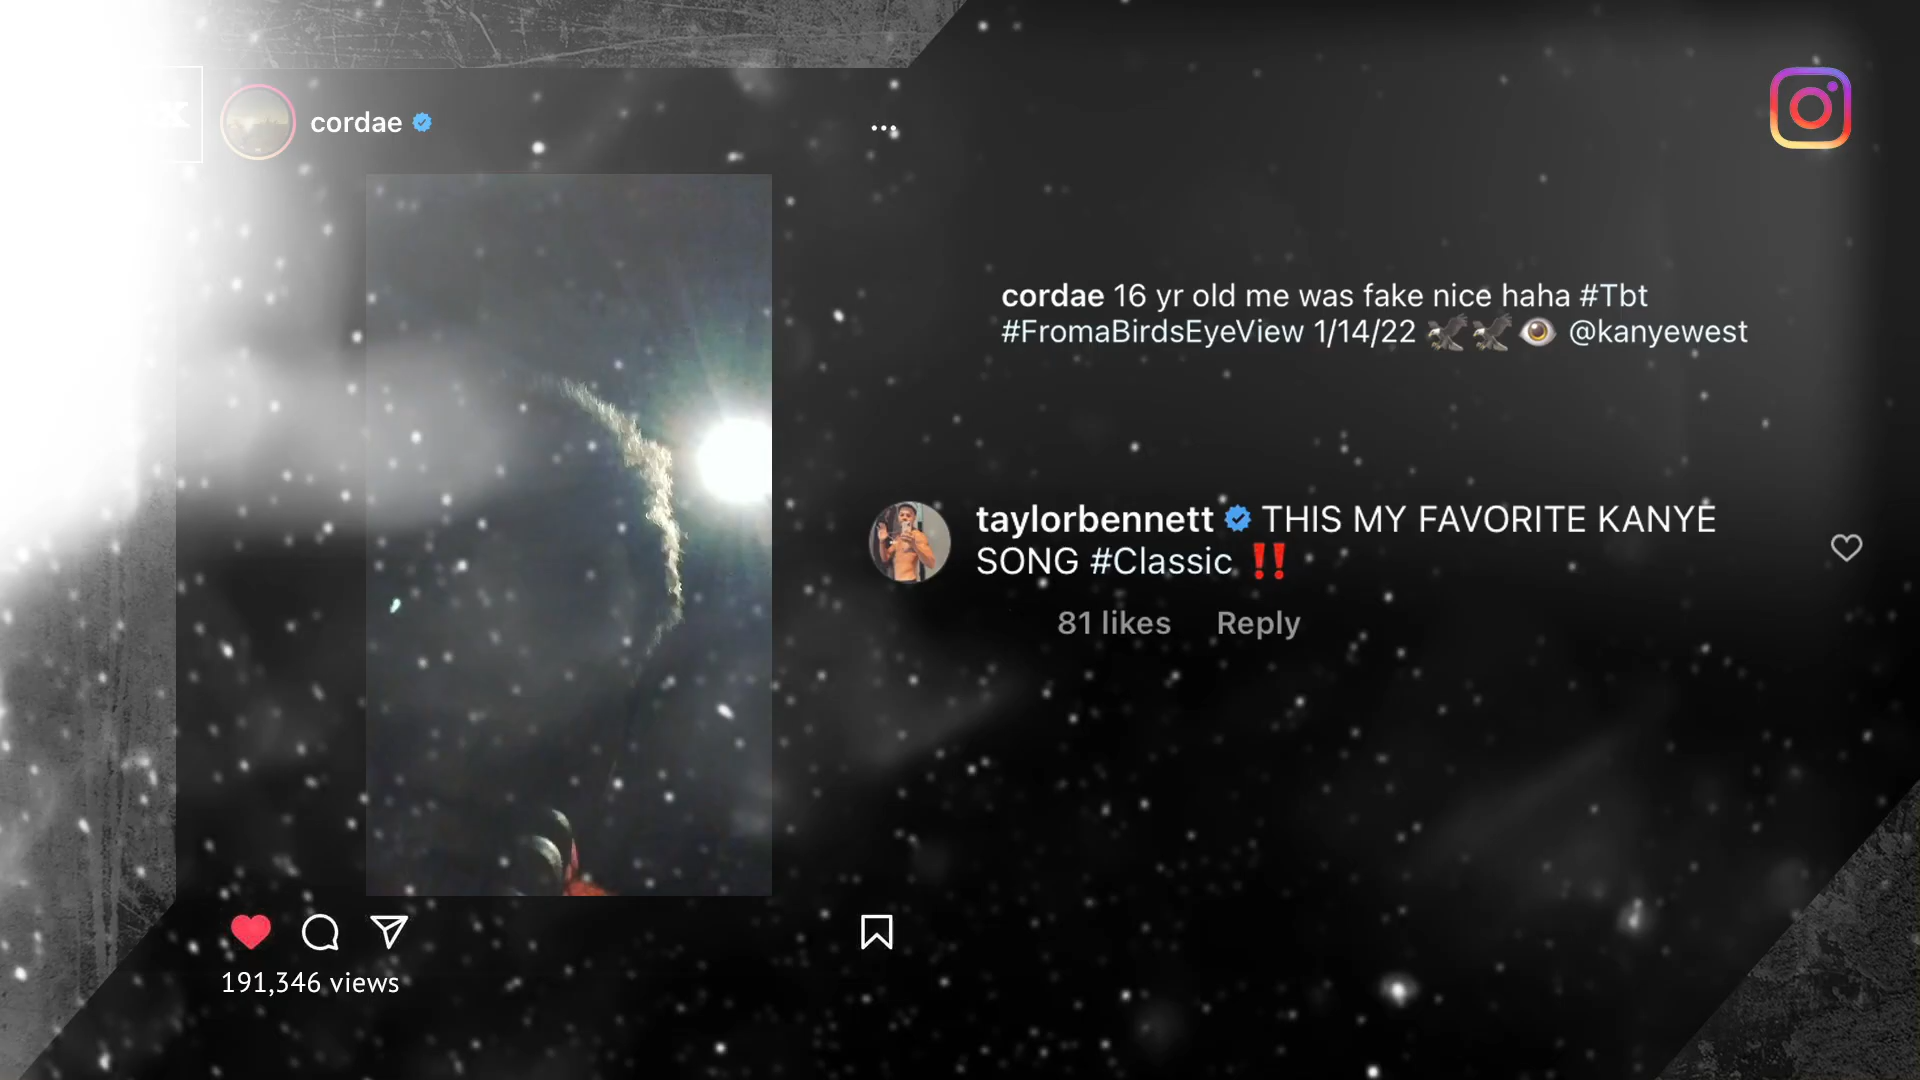 cordae
cordae 16 yr old me was fake nice haha #Tbt
#FromaBirdsEyeView 1/14/22 🦅🦅👁️ @kanyewest
taylorbennett THIS MY FAVORITE KANYE
SONG #Classic ‼️
81 likes Reply
191,346 views